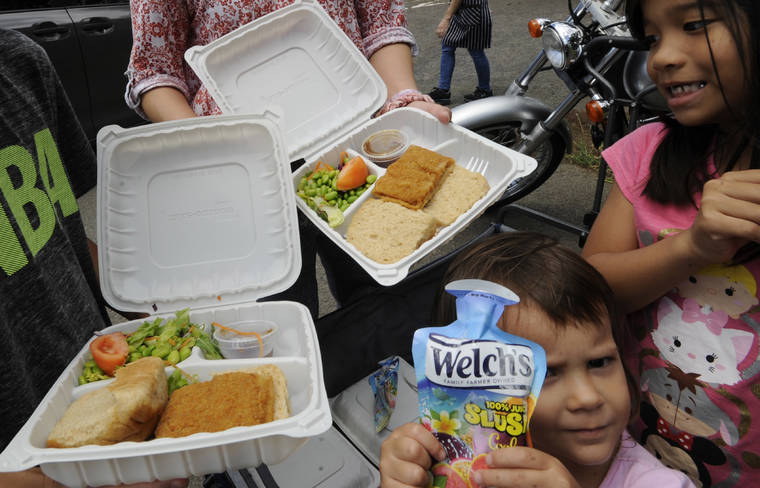 BA
Welch's
FAMILY FARMER OWNED
100% JUICE
SLUSH